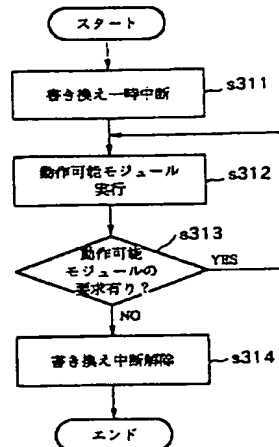 スタート
書き換え一時中断
s311
動作可能モジュール
実行
s312
動作可能
モジュールの
要求有り?
s313
YES
NO
書き換え中断解除
s314
エンド